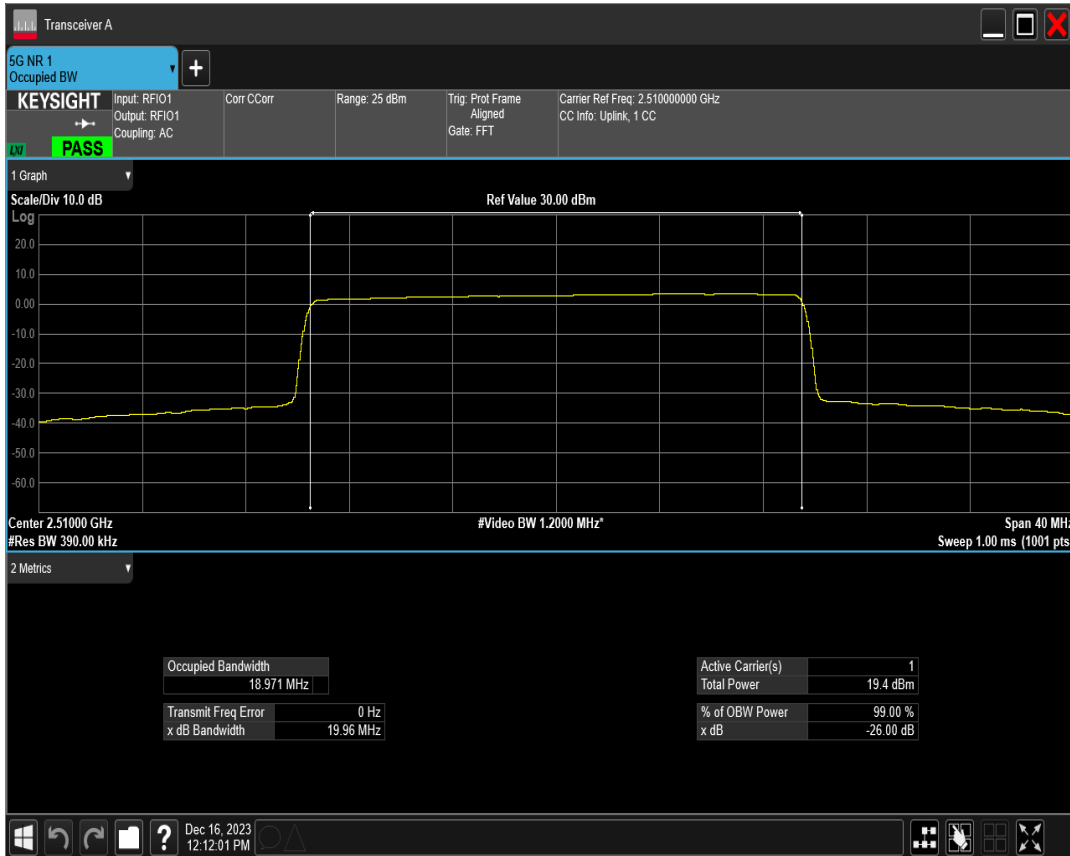 Transceiver A
5G NR 1
Occupied BW
KEYSIGHT
LXI
PASS
Input: RFIO1
Output: RFIO1
Coupling: AC
Corr CCorr
Range: 25 dBm
Trig: Prot Frame
Aligned
Gate: FFT
Carrier Ref Freq: 2.510000000 GHz
CC Info: Uplink, 1 CC
1 Graph
Scale/Div 10.0 dB
Ref Value 30.00 dBm
Log
20.0
10.0
0.00
-10.0
-20.0
-30.0
-40.0
-50.0
-60.0
Center 2.51000 GHz
#Video BW 1.2000 MHz*
Span 40 MHz
#Res BW 390.00 kHz
Sweep 1.00 ms (1001 pts
2 Metrics
Occupied Bandwidth
18.971 MHz
Transmit Freq Error 0 Hz
x dB Bandwidth 19.96 MHz
Active Carrier(s) 1
Total Power 19.4 dBm
% of OBW Power 99.00 %
x dB -26.00 dB
?
Dec 16, 2023
12:12:01 PM